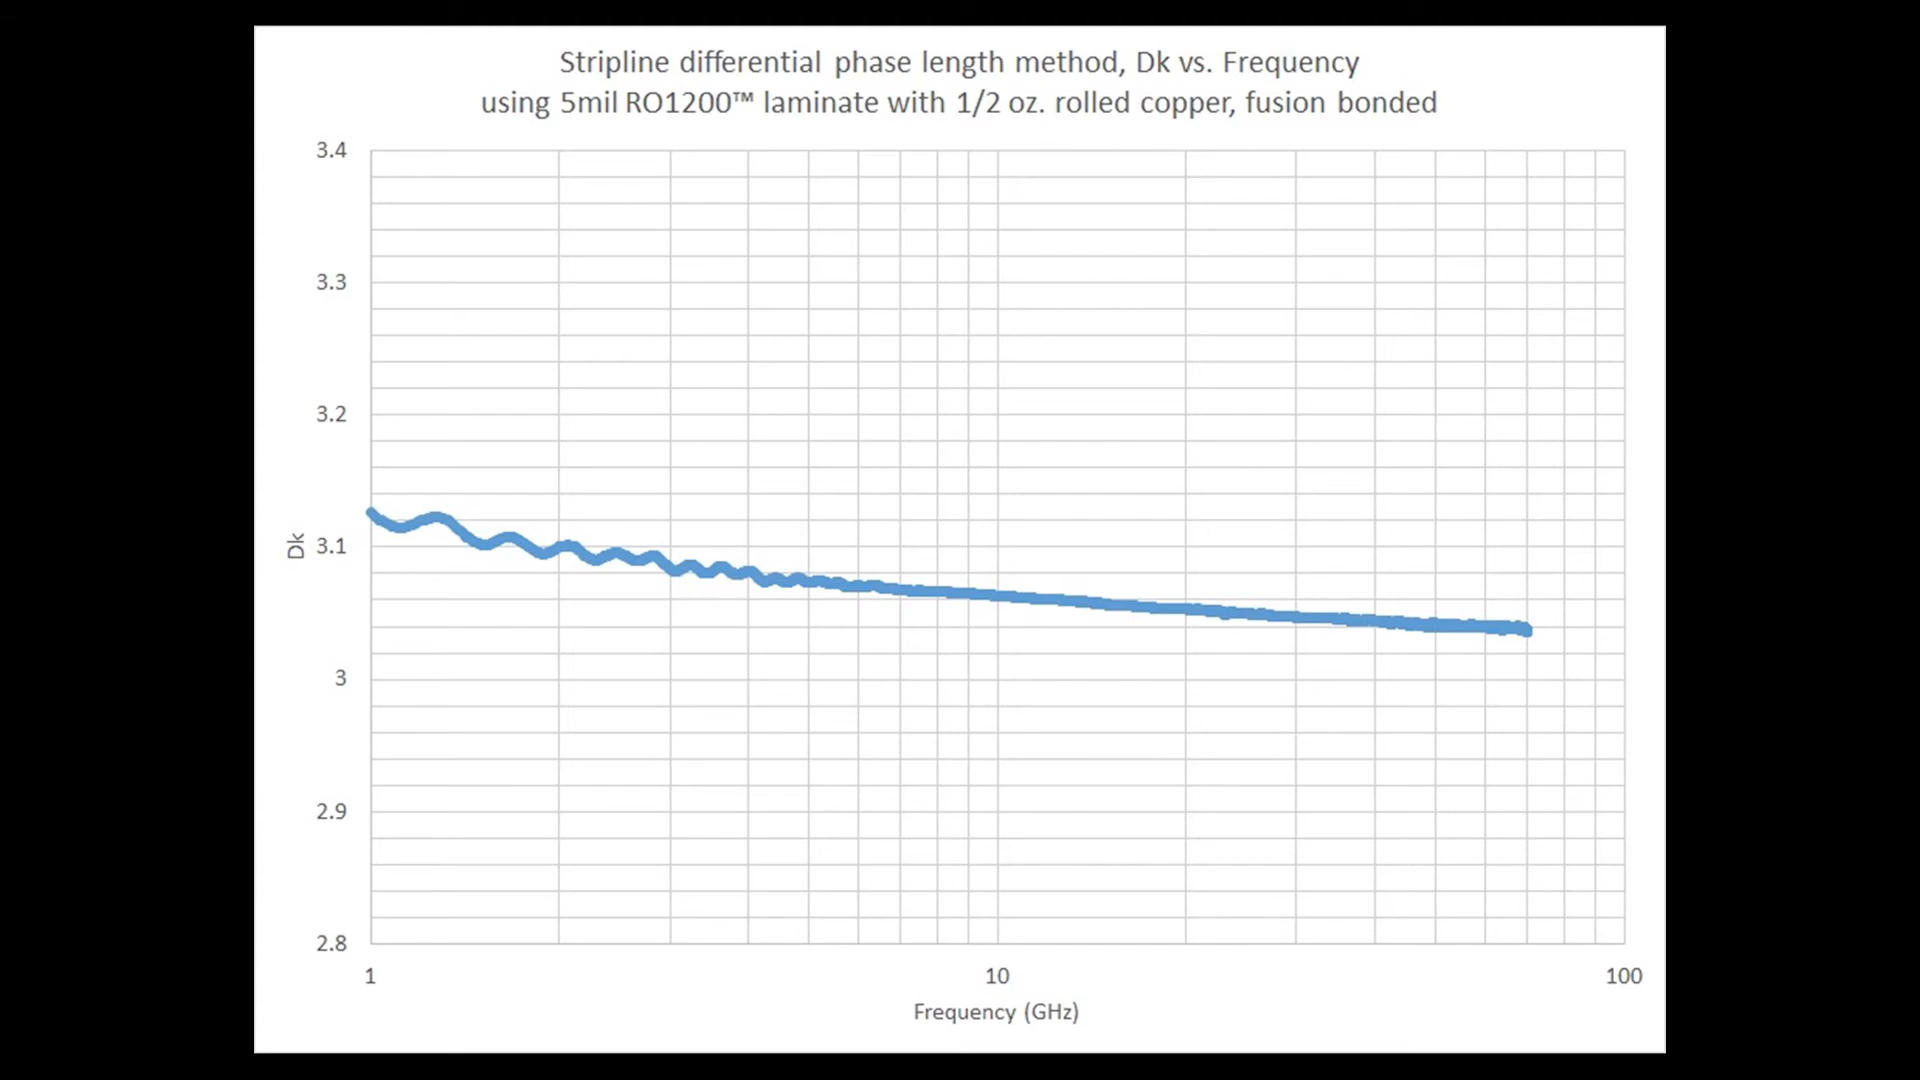 Stripline differential phase length method, Dk vs. Frequency
using 5mil RO1200™ laminate with 1/2 oz. rolled copper, fusion bonded
3.4
3.3
3.2
3.1
3
2.9
2.8
Dk
1
10
100
Frequency (GHz)